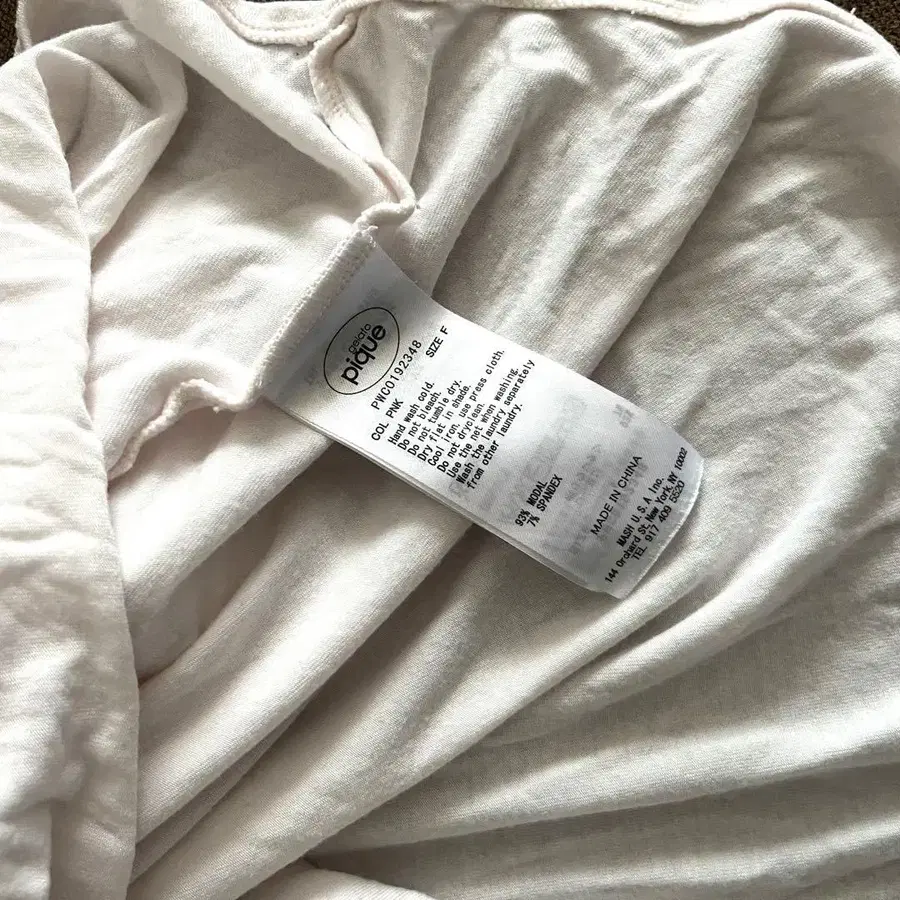 gelato
pique
PWCO192348
COL PNK SIZE F
Hand wash cold.
Do not bleach.
Do not tumble dry.
Dry flat in shade.
Cool iron, use press cloth.
Do not dryclean.
Use the net when washing.
Wash the laundry separately
from other laundry.
93% MODAL
7% SPANDEX
MADE IN CHINA
MASH U.S.A Inc.
144 Orchard St, New York, NY 10002
TEL 917 409 5520